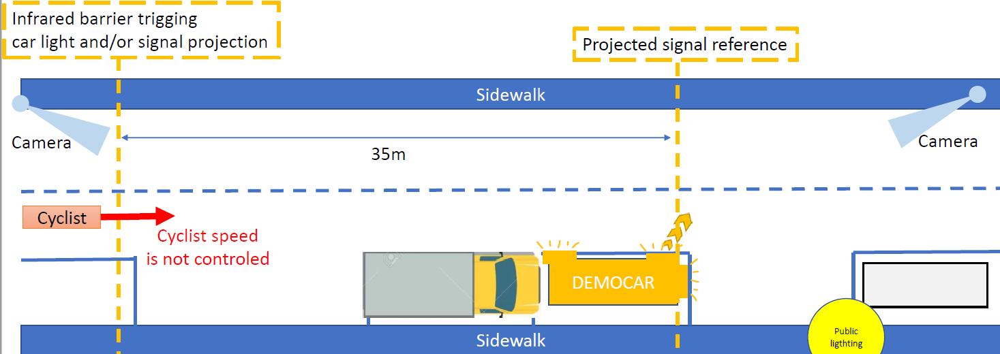 Infrared barrier trigging
car light and/or signal projection
Projected signal reference
Sidewalk
Camera
35m
Camera
Cyclist
Cyclist speed
is not controled
DEMOCAR
Sidewalk
Public
ligthting